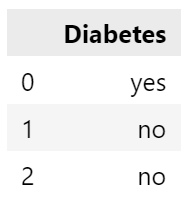 Diabetes
0 yes
1 no
2 no